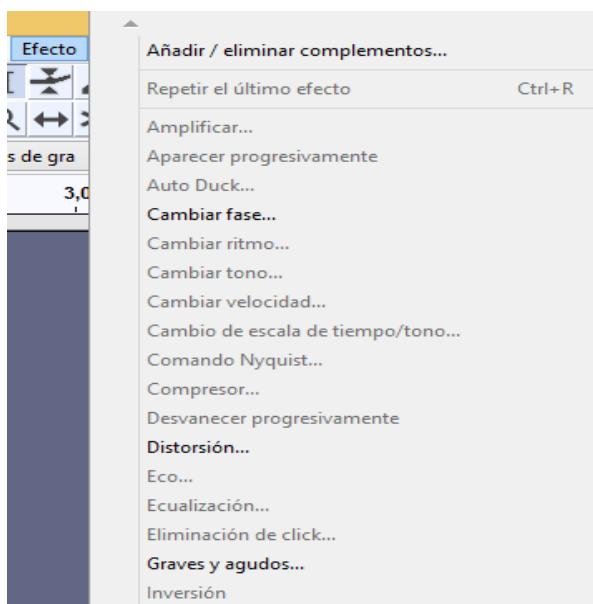 Efecto
s de gra
3,0
Añadir / eliminar complementos...
Repetir el último efecto Ctrl+R
Amplificar...
Aparecer progresivamente
Auto Duck...
Cambiar fase...
Cambiar ritmo...
Cambiar tono...
Cambiar velocidad...
Cambio de escala de tiempo/tono...
Comando Nyquist...
Compresor...
Desvanecer progresivamente
Distorsión...
Eco...
Ecualización...
Eliminación de click...
Graves y agudos...
Inversión